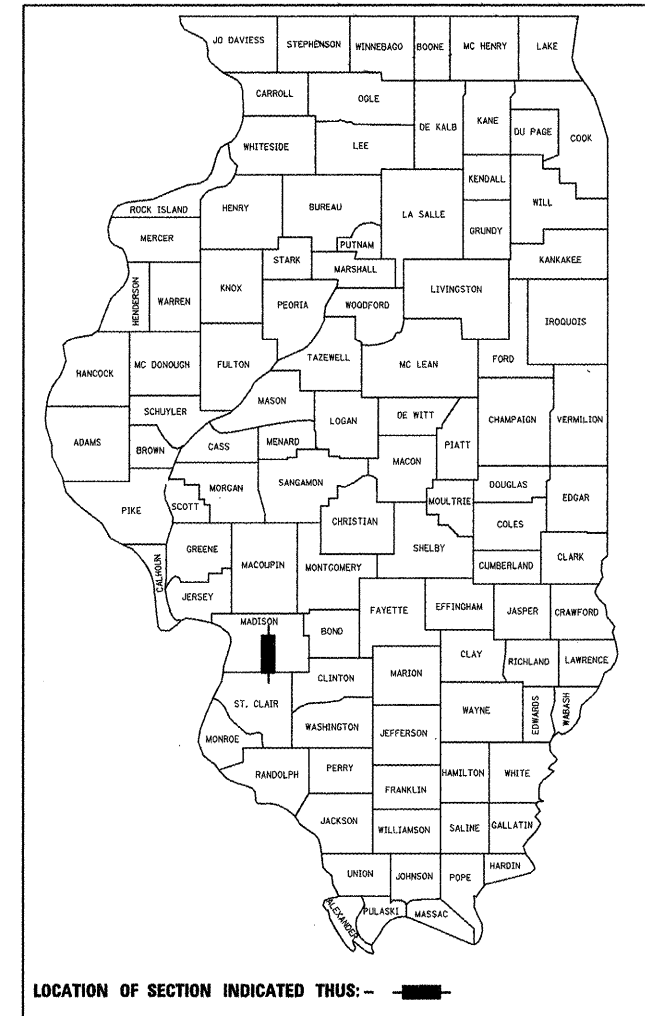 JO DAVIESS STEPHENSON WINNEBAGO BOONE MC HENRY LAKE
CARROLL OGLE DE KALB KANE DU PAGE COOK
WHITESIDE LEE KENDALL WILL
ROCK ISLAND HENRY BUREAU LA SALLE GRUNDY
MERCER PUTNAM KANKAKEE
STARK MARSHALL
HENDERSON WARREN KNOX PEORIA WOODFORD LIVINGSTON IROQUOIS
HANCOCK MC DONOUGH FULTON TAZEWELL MC LEAN FORD
SCHUYLER MASON LOGAN DE WITT CHAMPAIGN VERMILION
ADAMS BROWN CASS MENARD MACON PIATT
PIKE SCOTT MORGAN SANGAMON CHRISTIAN MOULTRIE DOUGLAS EDGAR
COLES
CALHOUN GREENE MACOUPIN MONTGOMERY SHELBY CUMBERLAND CLARK
JERSEY FAYETTE EFFINGHAM JASPER CRAWFORD
MADISON BOND CLAY RICHLAND LAWRENCE
CLINTON MARION
ST. CLAIR WASHINGTON WAYNE EDWARDS WABASH
MONROE JEFFERSON
RANDOLPH PERRY FRANKLIN HAMILTON WHITE
JACKSON WILLIAMSON SALINE GALLATIN
UNION JOHNSON POPE HARDIN
ALEXANDER PULASKI MASSAC
LOCATION OF SECTION INDICATED THUS: –